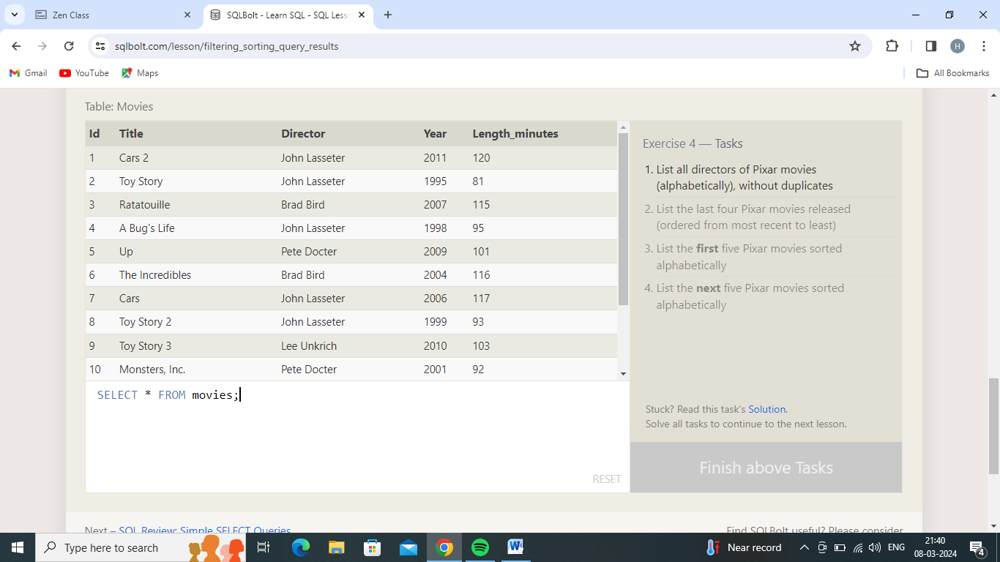 Zen Class
SQLBolt - Learn SQL - SQL Less
sqlbolt.com/lesson/filtering_sorting_query_results
H
Gmail YouTube Maps All Bookmarks
Table: Movies
Id Title Director Year Length_minutes
1 Cars 2 John Lasseter 2011 120
2 Toy Story John Lasseter 1995 81
3 Ratatouille Brad Bird 2007 115
4 A Bug's Life John Lasseter 1998 95
5 Up Pete Docter 2009 101
6 The Incredibles Brad Bird 2004 116
7 Cars John Lasseter 2006 117
8 Toy Story 2 John Lasseter 1999 93
9 Toy Story 3 Lee Unkrich 2010 103
10 Monsters, Inc. Pete Docter 2001 92
SELECT * FROM movies;
RESET
Exercise 4 — Tasks
1. List all directors of Pixar movies
(alphabetically), without duplicates
2. List the last four Pixar movies released
(ordered from most recent to least)
3. List the first five Pixar movies sorted
alphabetically
4. List the next five Pixar movies sorted
alphabetically
Stuck? Read this task's Solution.
Solve all tasks to continue to the next lesson.
Finish above Tasks
Next – SQL Review: Simple SELECT Queries
Find SQLBolt useful? Please consider
Type here to search
Near record
ENG
21:40
08-03-2024
4